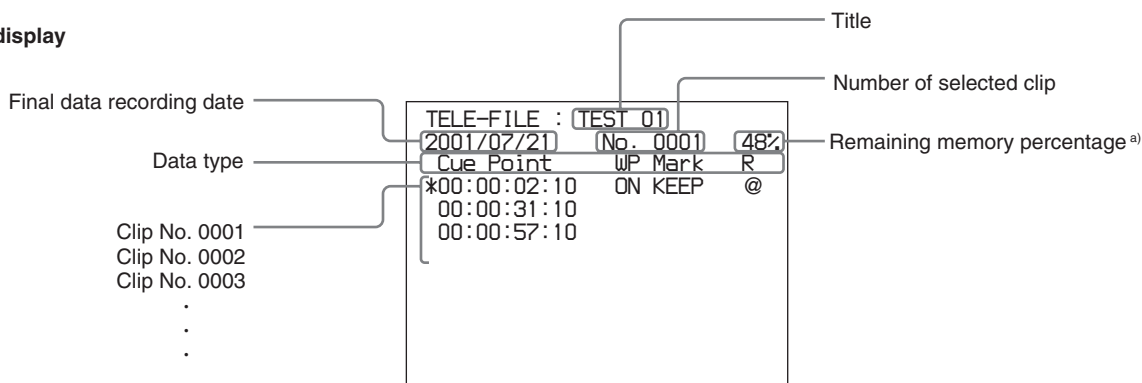 display
Title
Number of selected clip
Final data recording date
Remaining memory percentage a)
Data type
TELE-FILE : TEST 01
2001/07/21 No. 0001 48%
Cue Point WP Mark R
*00:00:02:10 ON KEEP @
00:00:31:10
00:00:57:10
Clip No. 0001
Clip No. 0002
Clip No. 0003
.
.
.